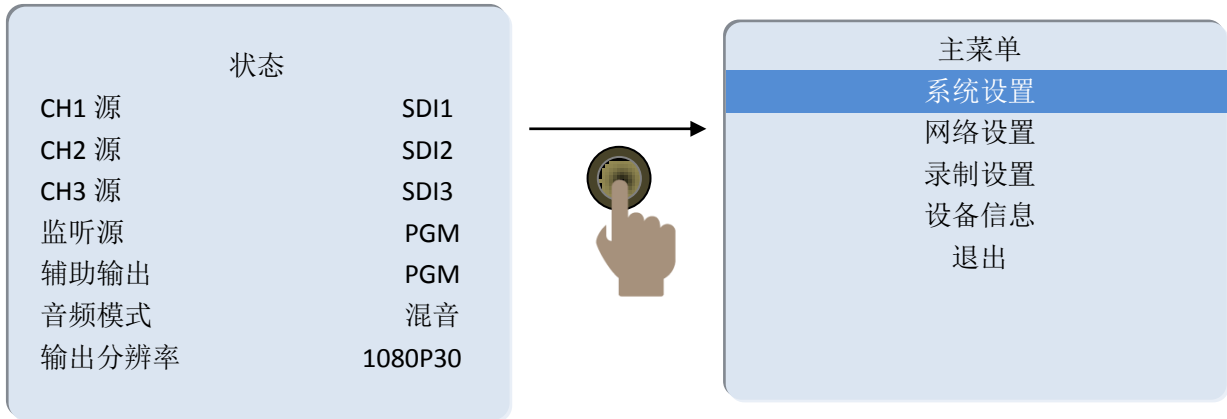 状态
CH1 源 SDI1
CH2 源 SDI2
CH3 源 SDI3
监听源 PGM
辅助输出 PGM
音频模式 混音
输出分辨率 1080P30
主菜单
系统设置
网络设置
录制设置
设备信息
退出